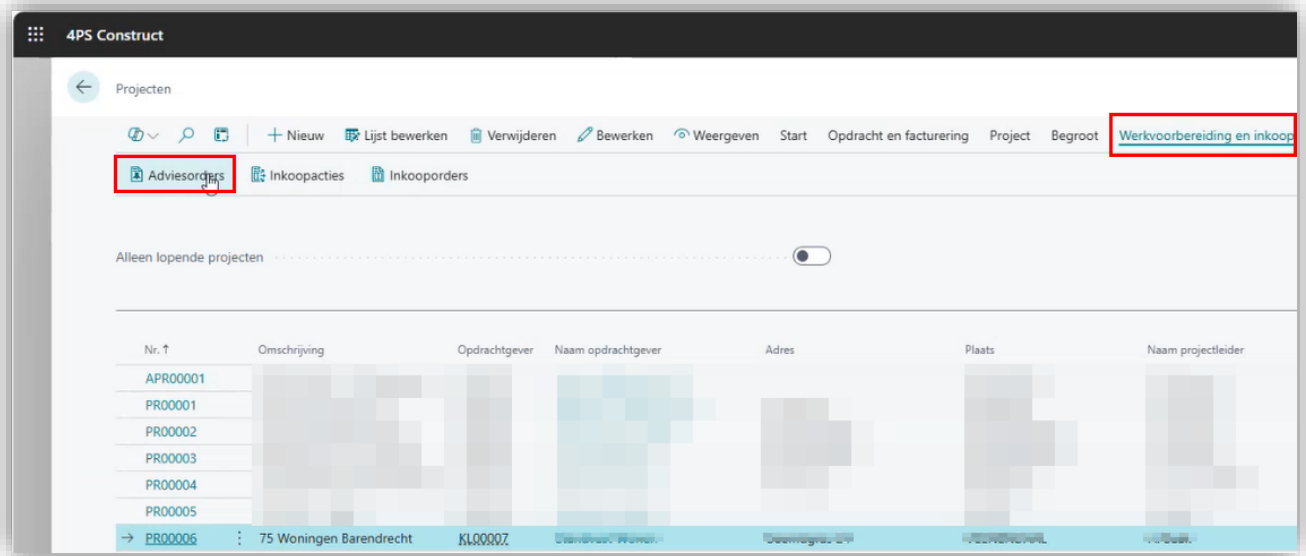 4PS Construct
Projecten
Nieuw Lijst bewerken Verwijderen Bewerken Weergeven Start Opdracht en facturering Project Begroot Werkvoorbereiding en inkoop
Adviesorders Inkoopacties Inkooporders
Alleen lopende projecten
Nr. ↑ Omschrijving Opdrachtgever Naam opdrachtgever Adres Plaats Naam projectleider
APR00001
PR00001
PR00002
PR00003
PR00004
PR00005
→ PR00006 75 Woningen Barendrecht KL00007